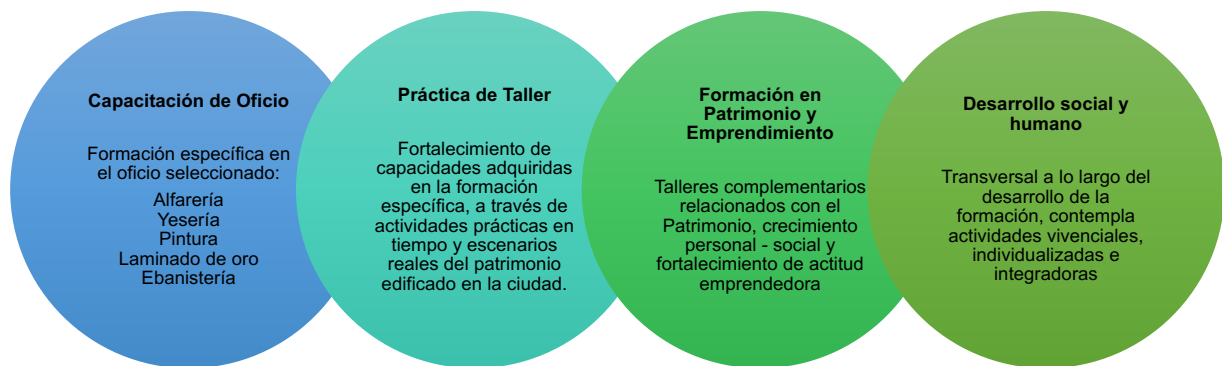 Capacitación de Oficio
Formación específica en
el oficio seleccionado:
Alfarería
Yesería
Pintura
Laminado de oro
Ebanistería
Práctica de Taller
Fortalecimiento de
capacidades adquiridas
en la formación
específica, a través de
actividades prácticas en
tiempo y escenarios
reales del patrimonio
edificado en la ciudad.
Formación en
Patrimonio y
Emprendimiento
Talleres complementarios
relacionados con el
Patrimonio, crecimiento
personal - social y
fortalecimiento de actitud
emprendedora
Desarrollo social y
humano
Transversal a lo largo del
desarrollo de la
formación, contempla
actividades vivenciales,
individualizadas e
integradoras